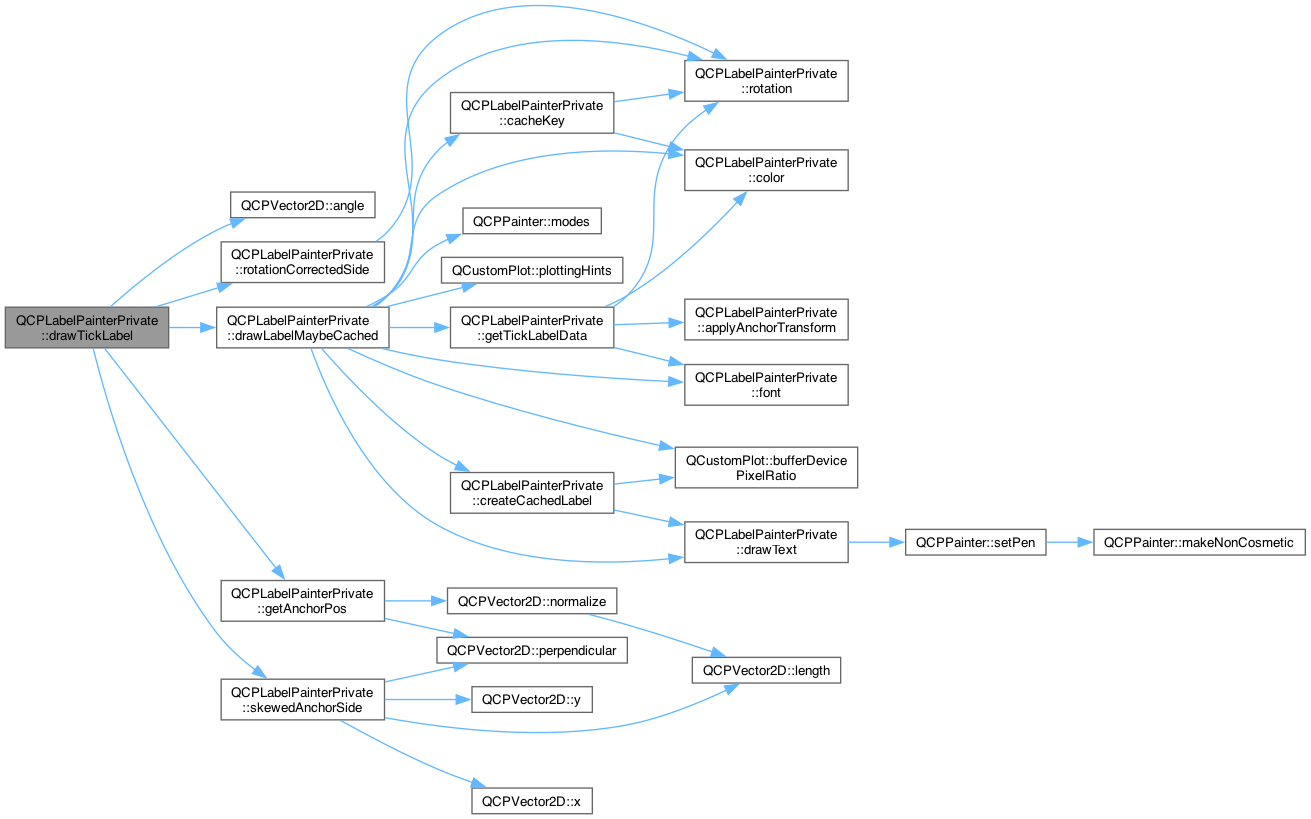 QCPLabelPainterPrivate
::drawTickLabel
QCPVector2D::angle
QCPLabelPainterPrivate
::rotationCorrectedSide
QCPLabelPainterPrivate
::drawLabelMaybeCached
QCPLabelPainterPrivate
::getAnchorPos
QCPLabelPainterPrivate
::skewedAnchorSide
QCPLabelPainterPrivate
::cacheKey
QCPPainter::modes
QCustomPlot::plottingHints
QCPLabelPainterPrivate
::getTickLabelData
QCPLabelPainterPrivate
::createCachedLabel
QCPVector2D::normalize
QCPVector2D::perpendicular
QCPVector2D::y
QCPVector2D::x
QCPLabelPainterPrivate
::rotation
QCPLabelPainterPrivate
::color
QCPLabelPainterPrivate
::applyAnchorTransform
QCPLabelPainterPrivate
::font
QCustomPlot::bufferDevice
PixelRatio
QCPLabelPainterPrivate
::drawText
QCPVector2D::length
QCPPainter::setPen
QCPPainter::makeNonCosmetic